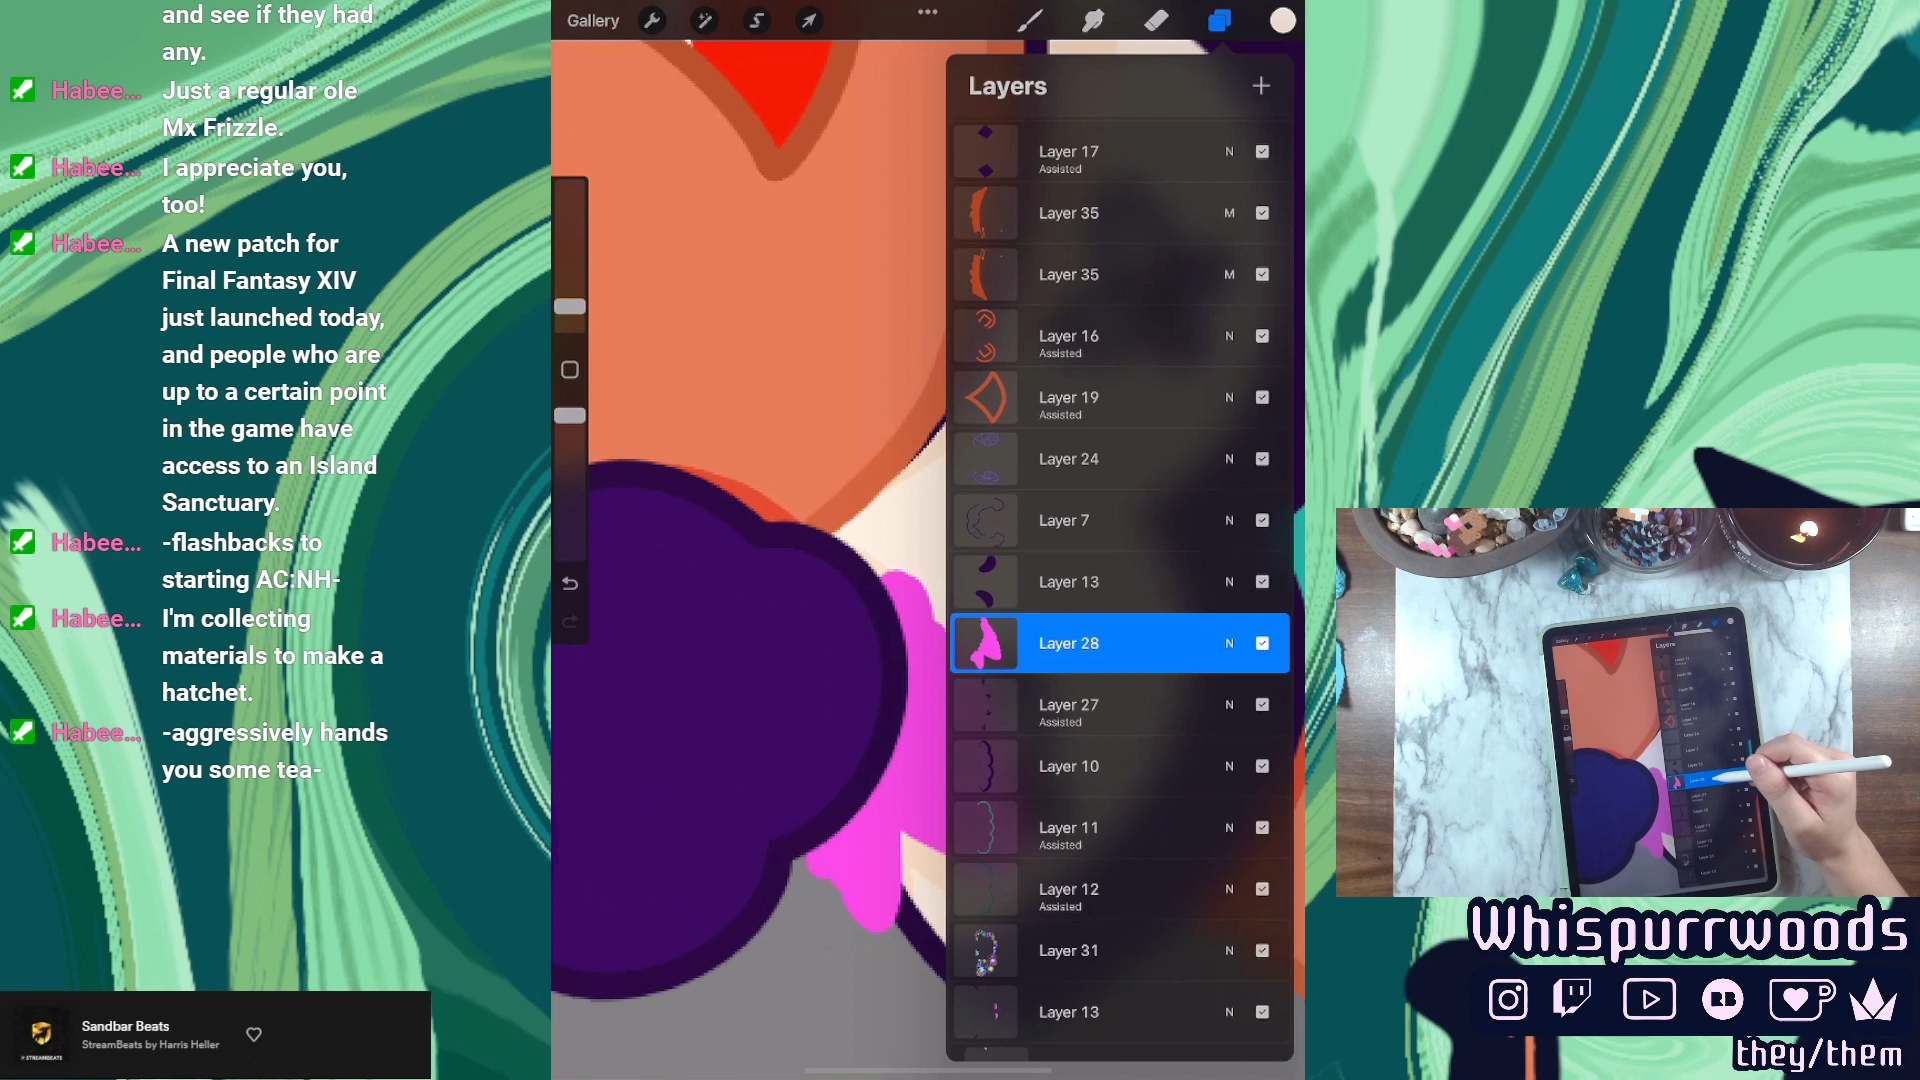 and see if they had
any.
Habee... Just a regular ole
Mx Frizzle.
Habee... I appreciate you,
too!
Habee... A new patch for
Final Fantasy XIV
just launched today,
and people who are
up to a certain point
in the game have
access to an Island
Sanctuary.
Habee... -flashbacks to
starting AC:NH-
Habee... I'm collecting
materials to make a
hatchet.
Habee... -aggressively hands
you some tea-
Sandbar Beats
StreamBeats by Harris Heller
STREAMBEATS
Gallery
Layers
Layer 17 N
Assisted
Layer 35 M
Layer 35 M
Layer 16 N
Assisted
Layer 19 N
Assisted
Layer 24 N
Layer 7 N
Layer 13 N
Layer 28 N
Layer 27 N
Assisted
Layer 10 N
Layer 11 N
Assisted
Layer 12 N
Assisted
Layer 31 N
Layer 13 N
Whispurrwoods
they/them